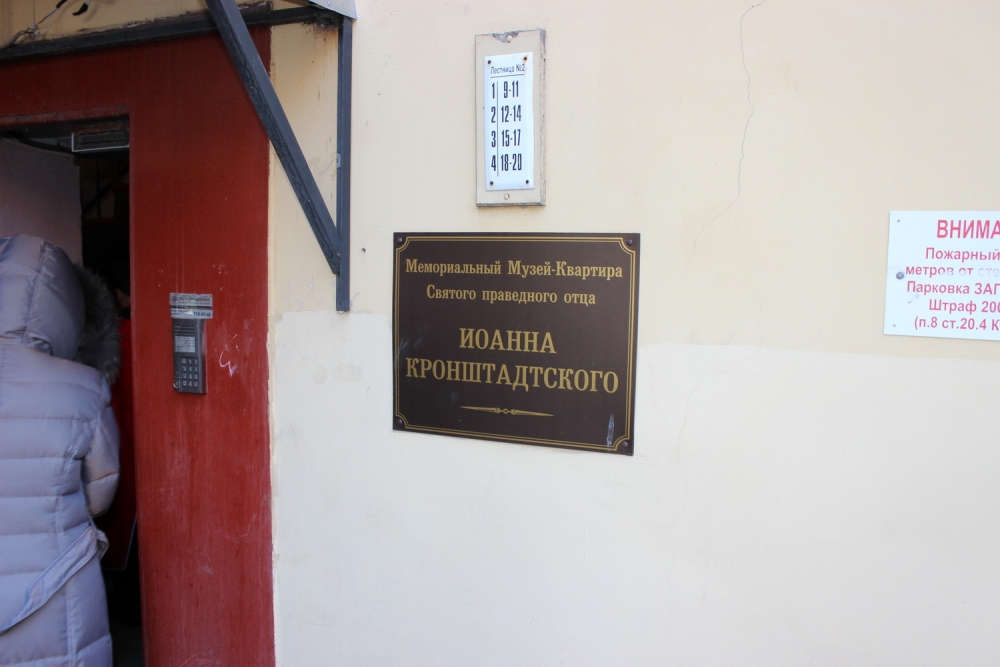 Лестница №2
1 9-11
2 12-14
3 15-17
4 18-20
Мемориальный Музей-Квартира
Святого праведного отца
ИОАННА
КРОНШТАДТСКОГО
ВНИМА
Пожарный
метров от сте
Парковка ЗАП
Штраф 200
(п.8 ст.20.4 К